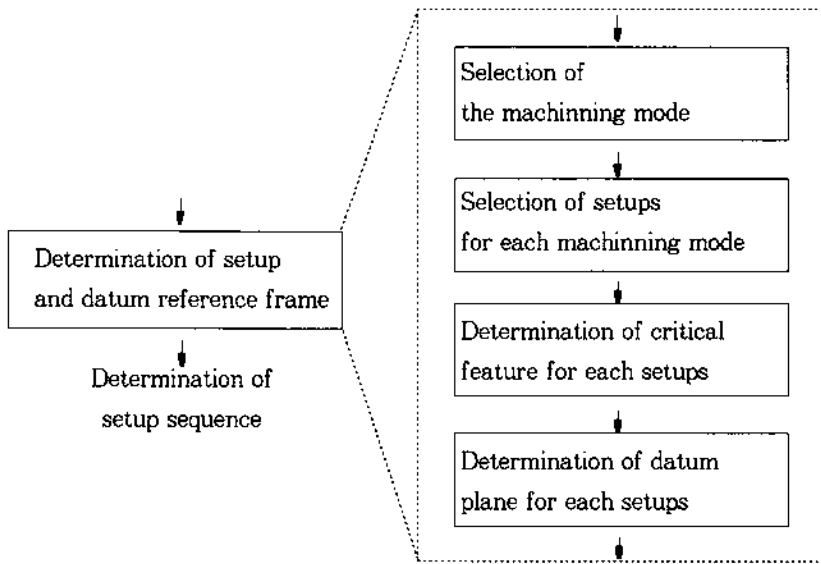 Determination of setup
and datum reference frame
Determination of
setup sequence
Selection of
the machinning mode
Selection of setups
for each machinning mode
Determination of critical
feature for each setups
Determination of datum
plane for each setups